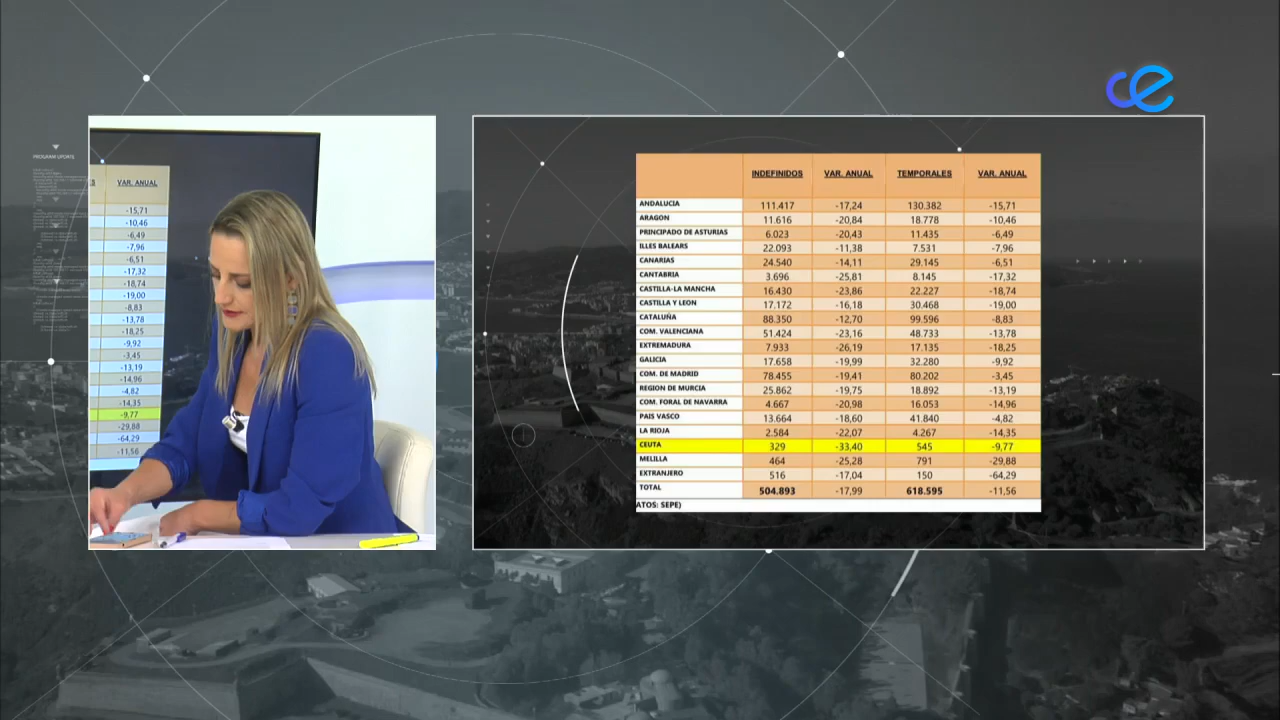 ce
PROGRAM UPDATE
VAR. ANUAL
-15,71
-10,46
-6,49
-7,96
-6,51
-17,32
-18,74
-19,00
-8,83
-13,78
-18,25
-9,92
-3,45
-13,19
-14,96
-4,82
-14,35
-9,77
-29,88
-64,29
-11,56
INDEFINIDOS VAR. ANUAL TEMPORALES VAR. ANUAL
ANDALUCIA 111.417 -17,24 130.382 -15,71
ARAGON 11.616 -20,84 18.778 -10,46
PRINCIPADO DE ASTURIAS 6.023 -20,43 11.435 -6,49
ILLES BALEARS 22.093 -11,38 7.531 -7,96
CANARIAS 24.540 -14,11 29.145 -6,51
CANTABRIA 3.696 -25,81 8.145 -17,32
CASTILLA-LA MANCHA 16.430 -23,86 22.227 -18,74
CASTILLA Y LEON 17.172 -16,18 30.468 -19,00
CATALUÑA 88.350 -12,70 99.596 -8,83
COM. VALENCIANA 51.424 -23,16 48.733 -13,78
EXTREMADURA 7.933 -26,19 17.135 -18,25
GALICIA 17.658 -19,99 32.280 -9,92
COM. DE MADRID 78.455 -19,41 80.202 -3,45
REGION DE MURCIA 25.862 -19,75 18.892 -13,19
COM. FORAL DE NAVARRA 4.667 -20,98 16.053 -14,96
PAIS VASCO 13.664 -18,60 41.840 -4,82
LA RIOJA 2.584 -22,07 4.267 -14,35
CEUTA 329 -33,40 545 -9,77
MELILLA 464 -25,28 791 -29,88
EXTRANJERO 516 -17,04 150 -64,29
TOTAL 504.893 -17,99 618.595 -11,56
ATOS: SEPE)